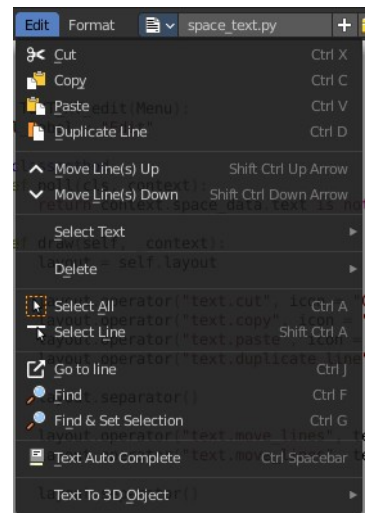 Edit Format space_text.py +
Cut Ctrl X
Copy Ctrl C
Paste Ctrl V
Duplicate Line Ctrl D
Move Line(s) Up Shift Ctrl Up Arrow
Move Line(s) Down Shift Ctrl Down Arrow
Select Text
Delete
Select All Ctrl A
Select Line Shift Ctrl A
Go to line Ctrl J
Find Ctrl F
Find & Set Selection Ctrl G
Text Auto Complete Ctrl Spacebar
Text To 3D Object